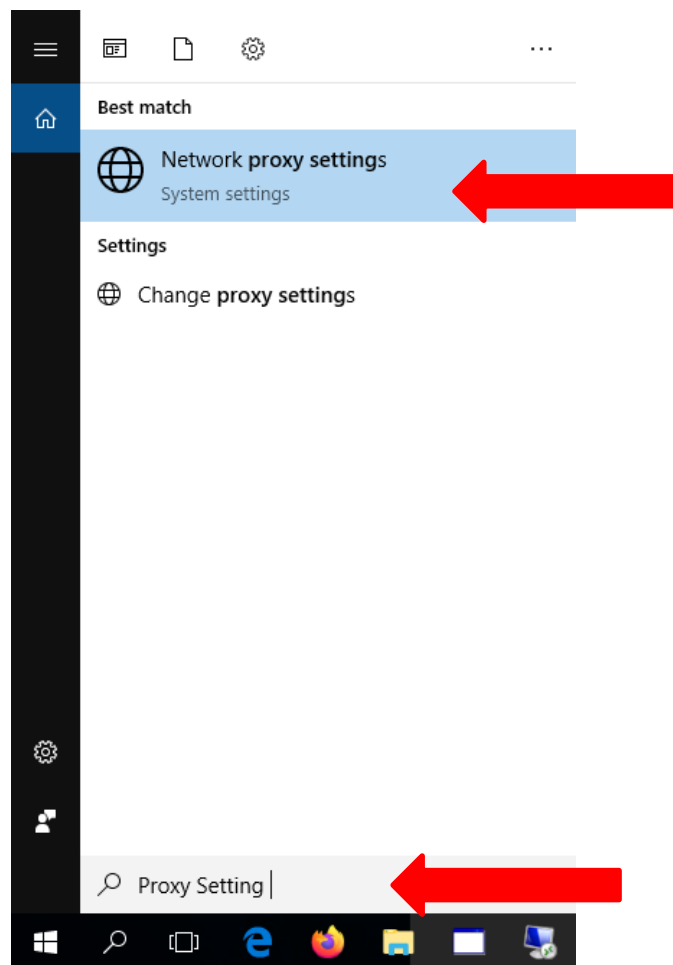 Best match
Network proxy settings
System settings
Settings
Change proxy settings
Proxy Setting